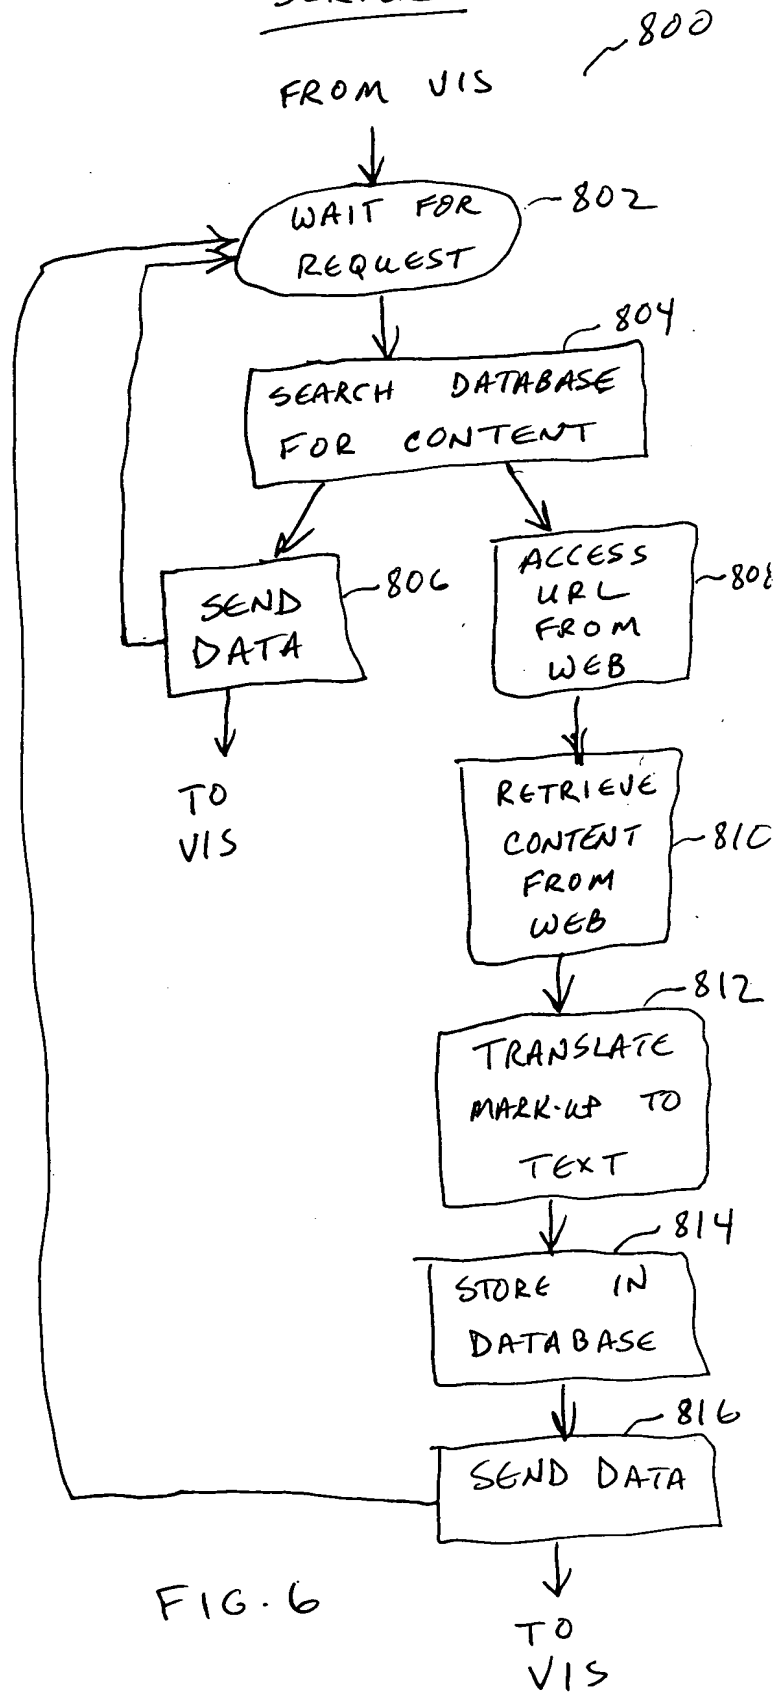 800
FROM VIS
WAIT FOR
REQUEST
802
804
SEARCH DATABASE
FOR CONTENT
SEND
DATA
806
ACCESS
URL
FROM
WEB
TO
VIS
RETRIEVE
CONTENT
FROM
WEB
810
812
TRANSLATE
MARK-UP TO
TEXT
814
STORE IN
DATABASE
816
SEND DATA
FIG. 6
TO
VIS